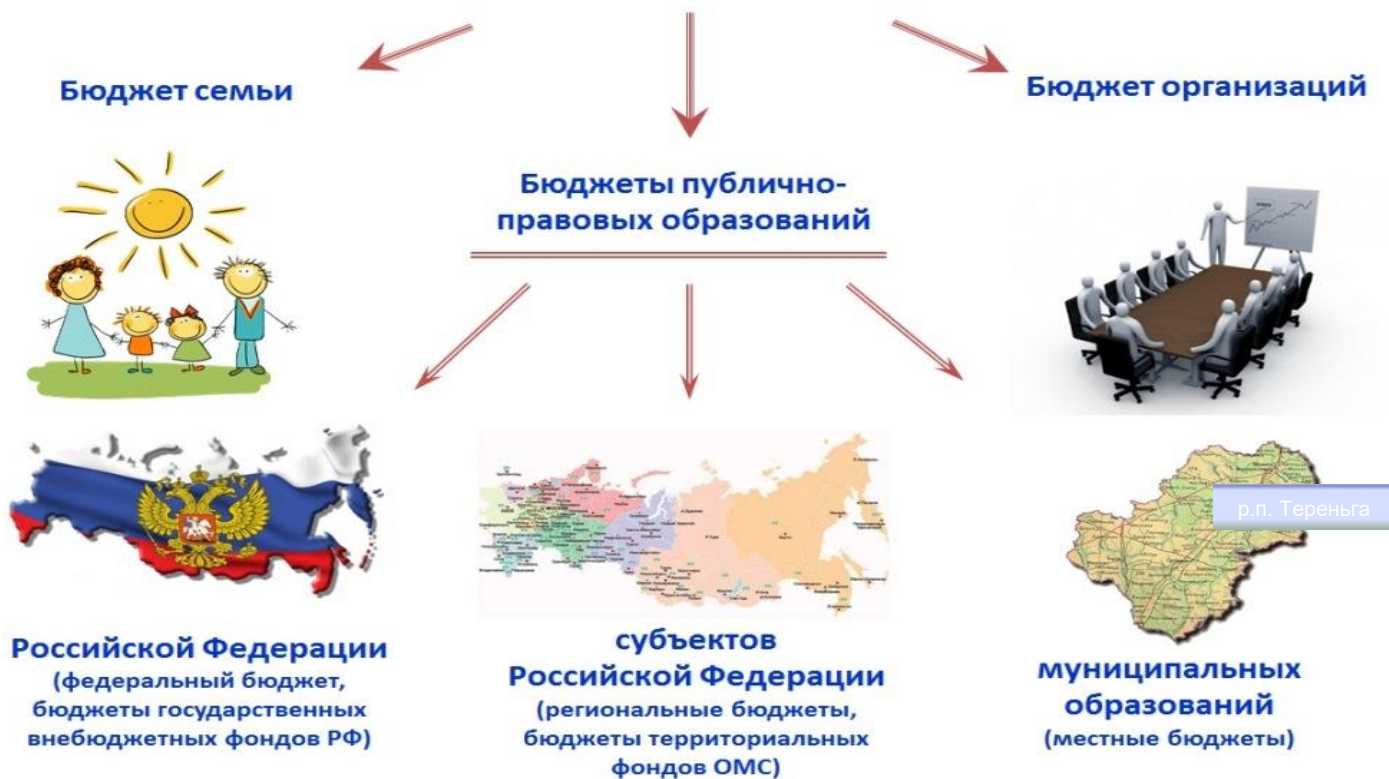 Бюджет семьи
Бюджет организаций
Бюджеты публично-
правовых образований
р.п. Тереньга
Российской Федерации
(федеральный бюджет,
бюджеты государственных
внебюджетных фондов РФ)
субъектов
Российской Федерации
(региональные бюджеты,
бюджеты территориальных
фондов ОМС)
муниципальных
образований
(местные бюджеты)